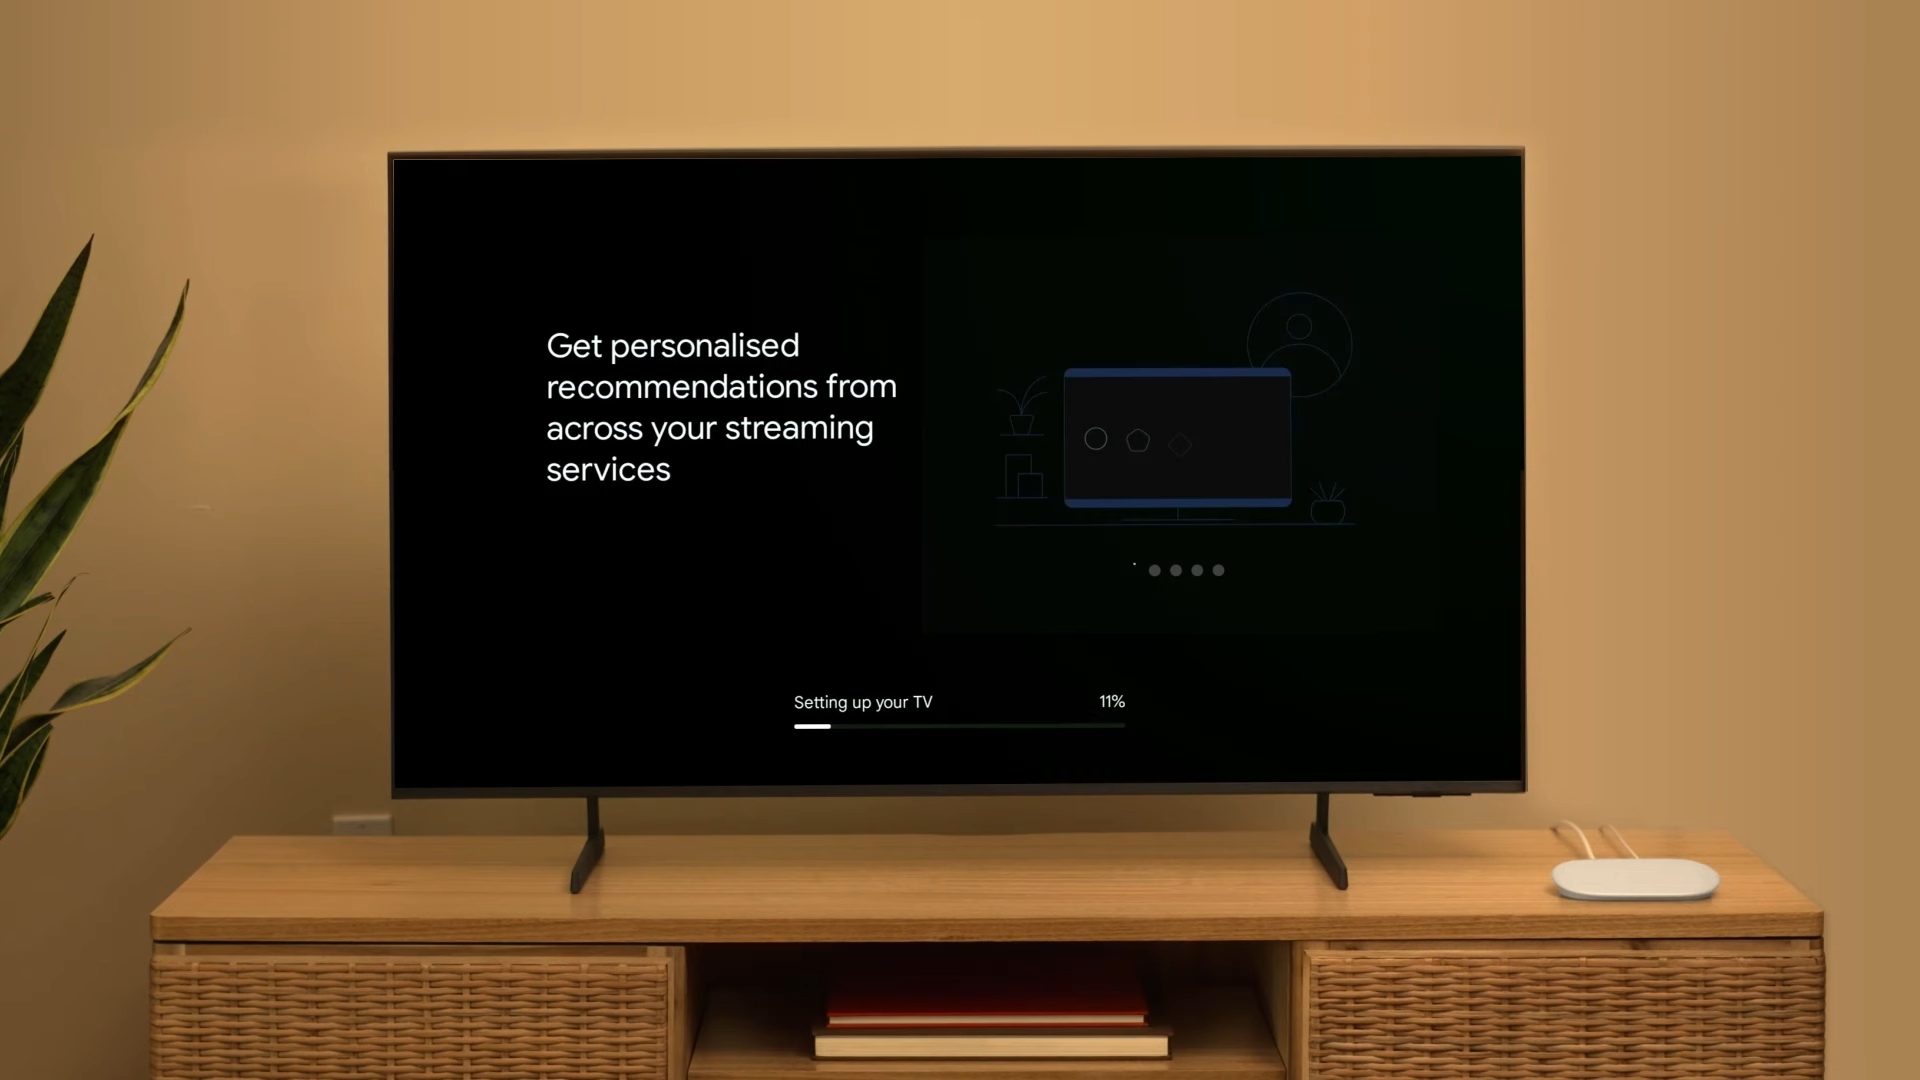 Get personalised
recommendations from
across your streaming
services
Setting up your TV 11%